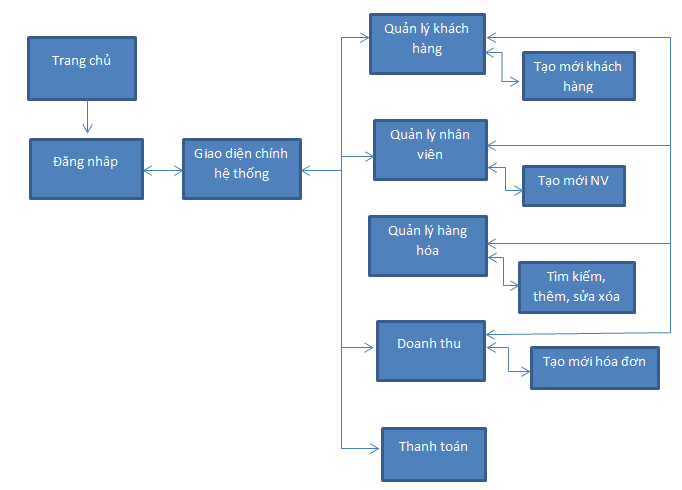 Trang chủ
Đăng nhâp
Giao diện chính
hệ thống
Quản lý khách
hàng
Tạo mới khách
hàng
Quản lý nhân
viên
Tạo mới NV
Quản lý hàng
hóa
Tìm kiếm,
thêm, sửa xóa
Doanh thu
Tạo mới hóa đơn
Thanh toán